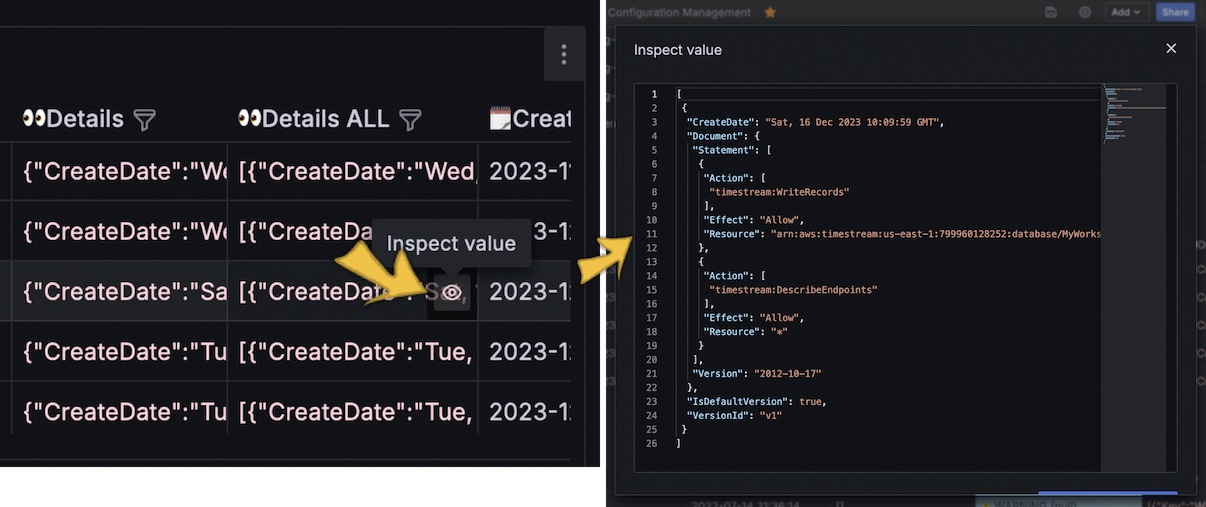 👀Details
👀Details ALL
🗒Creat
{"CreateDate":"We
[{"CreateDate":"Wed,
2023-1
{"CreateDate":"We
[{"CreateDa
3-1
Inspect value
{"CreateDate":"Sa
[{"CreateDate":"Sat,
2023-1
{"CreateDate":"Tu
[{"CreateDate":"Tue,
2023-1
{"CreateDate":"Tu
[{"CreateDate":"Tue,
2023-1
Configuration Management
Add
Share
Inspect value
1 [
2 {
3 "CreateDate": "Sat, 16 Dec 2023 10:09:59 GMT",
4 "Document": {
5 "Statement": [
6 {
7 "Action": [
8 "timestream:WriteRecords"
9 ],
10 "Effect": "Allow",
11 "Resource": "arn:aws:timestream:us-east-1:799960128252:database/MyWorks
12 },
13 {
14 "Action": [
15 "timestream:DescribeEndpoints"
16 ],
17 "Effect": "Allow",
18 "Resource": "*"
19 }
20 ],
21 "Version": "2012-10-17"
22 },
23 "IsDefaultVersion": true,
24 "VersionId": "v1"
25 }
26 ]